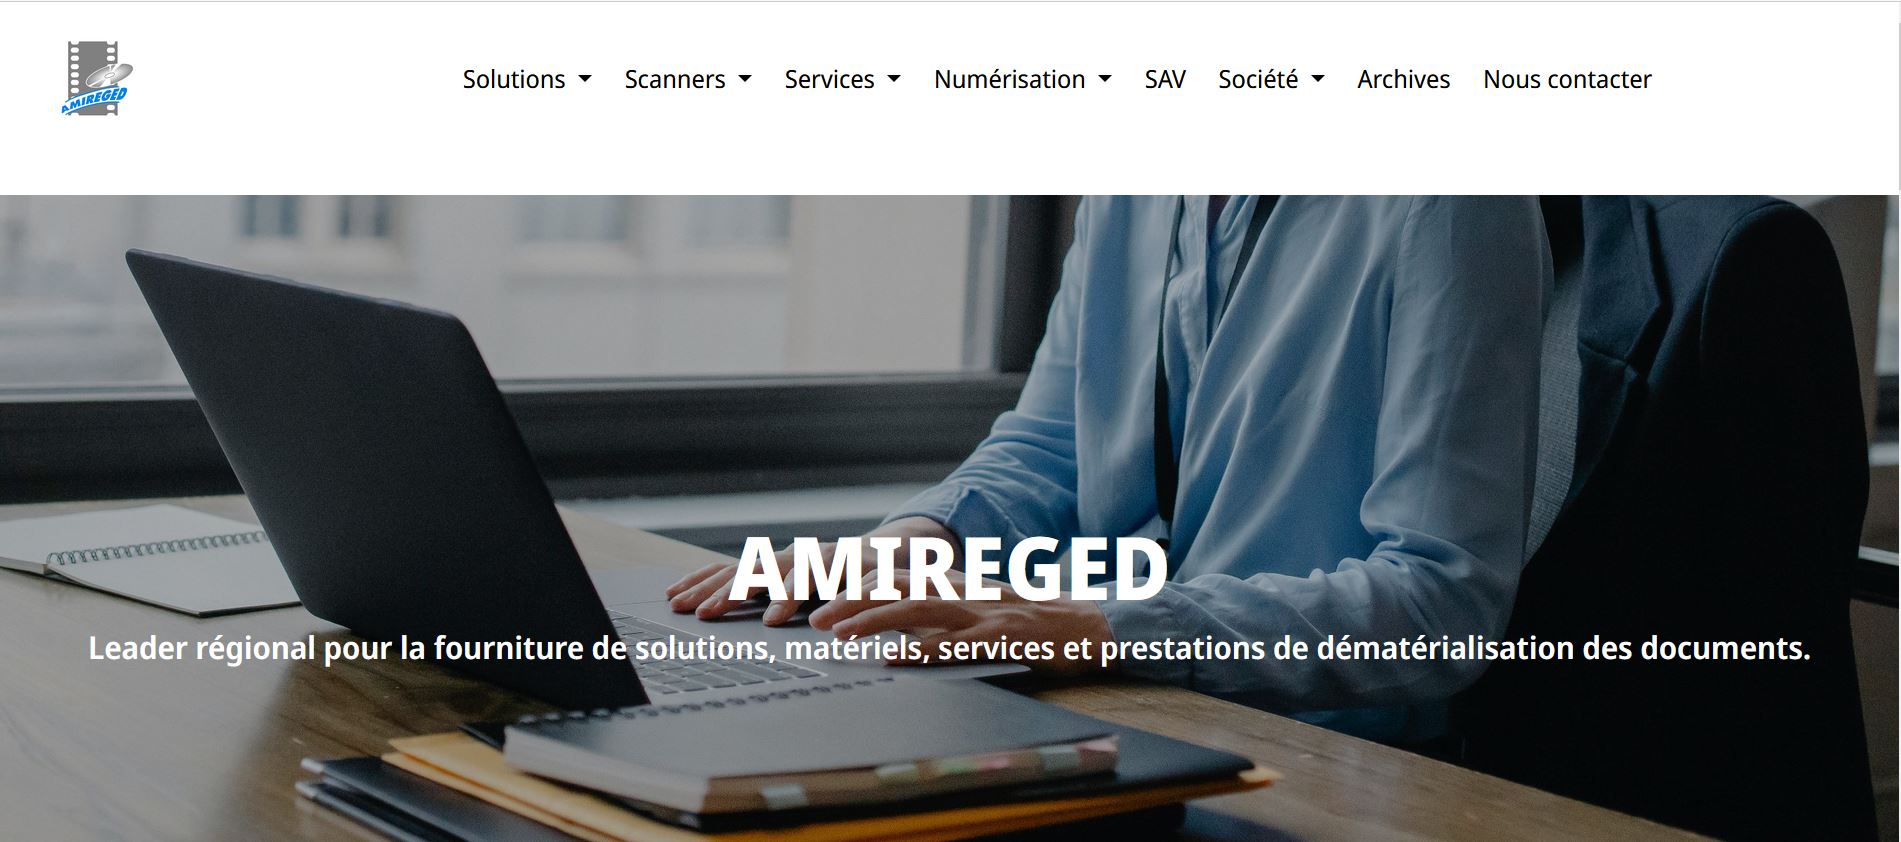 AMIREGED
Solutions Scanners Services Numérisation SAV Société Archives Nous contacter
AMIREGED
Leader régional pour la fourniture de solutions, matériels, services et prestations de dématérialisation des documents.